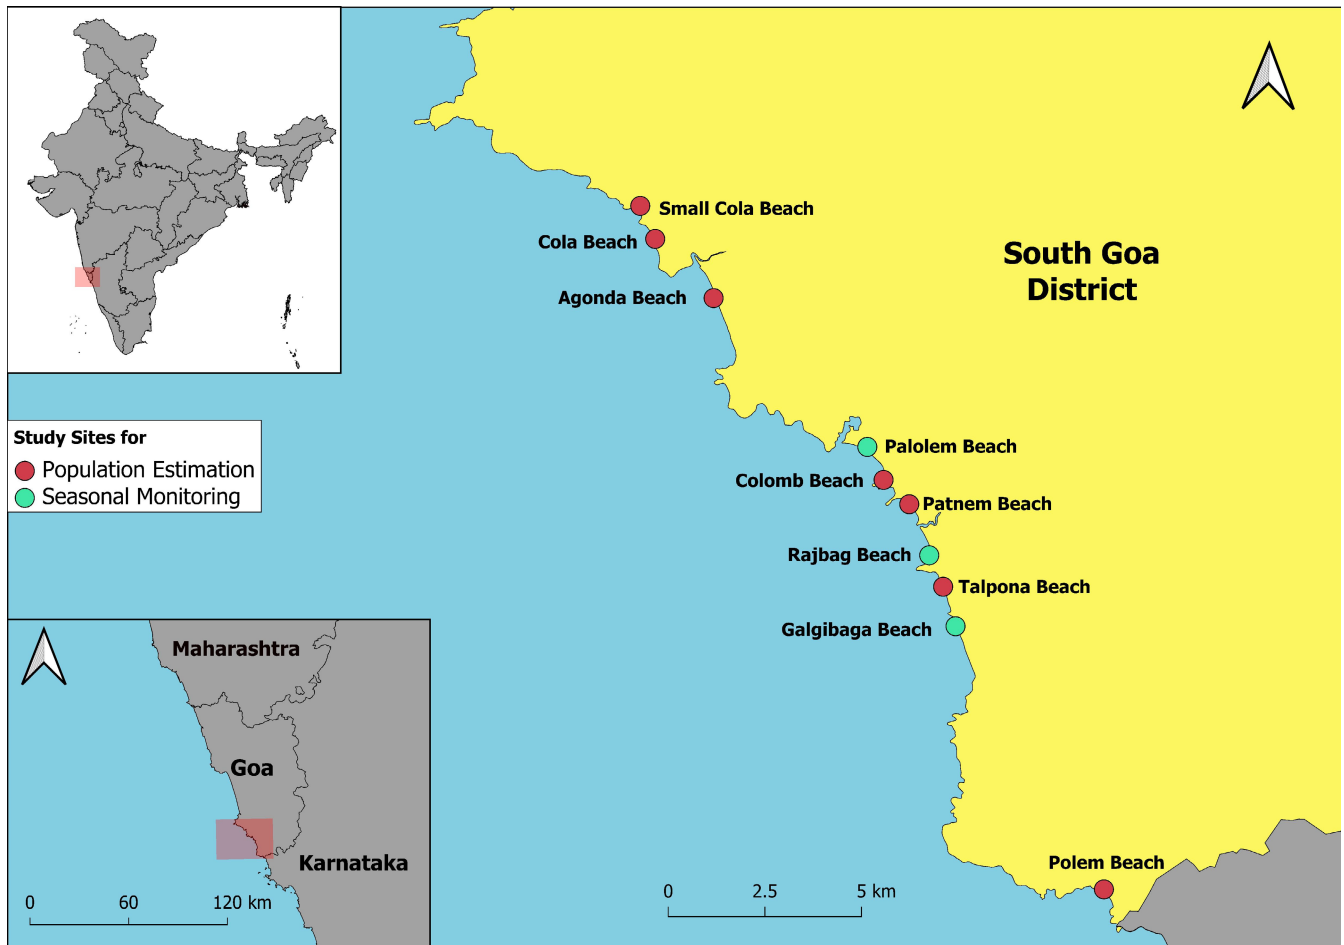 Small Cola Beach
Cola Beach
South Goa
District
Agonda Beach
Study Sites for
Population Estimation
Seasonal Monitoring
Palolem Beach
Colomb Beach
Patnem Beach
Rajbag Beach
Talpona Beach
Galgibaga Beach
Maharashtra
Goa
Karnataka
0 60 120 km
Polem Beach
0 2.5 5 km